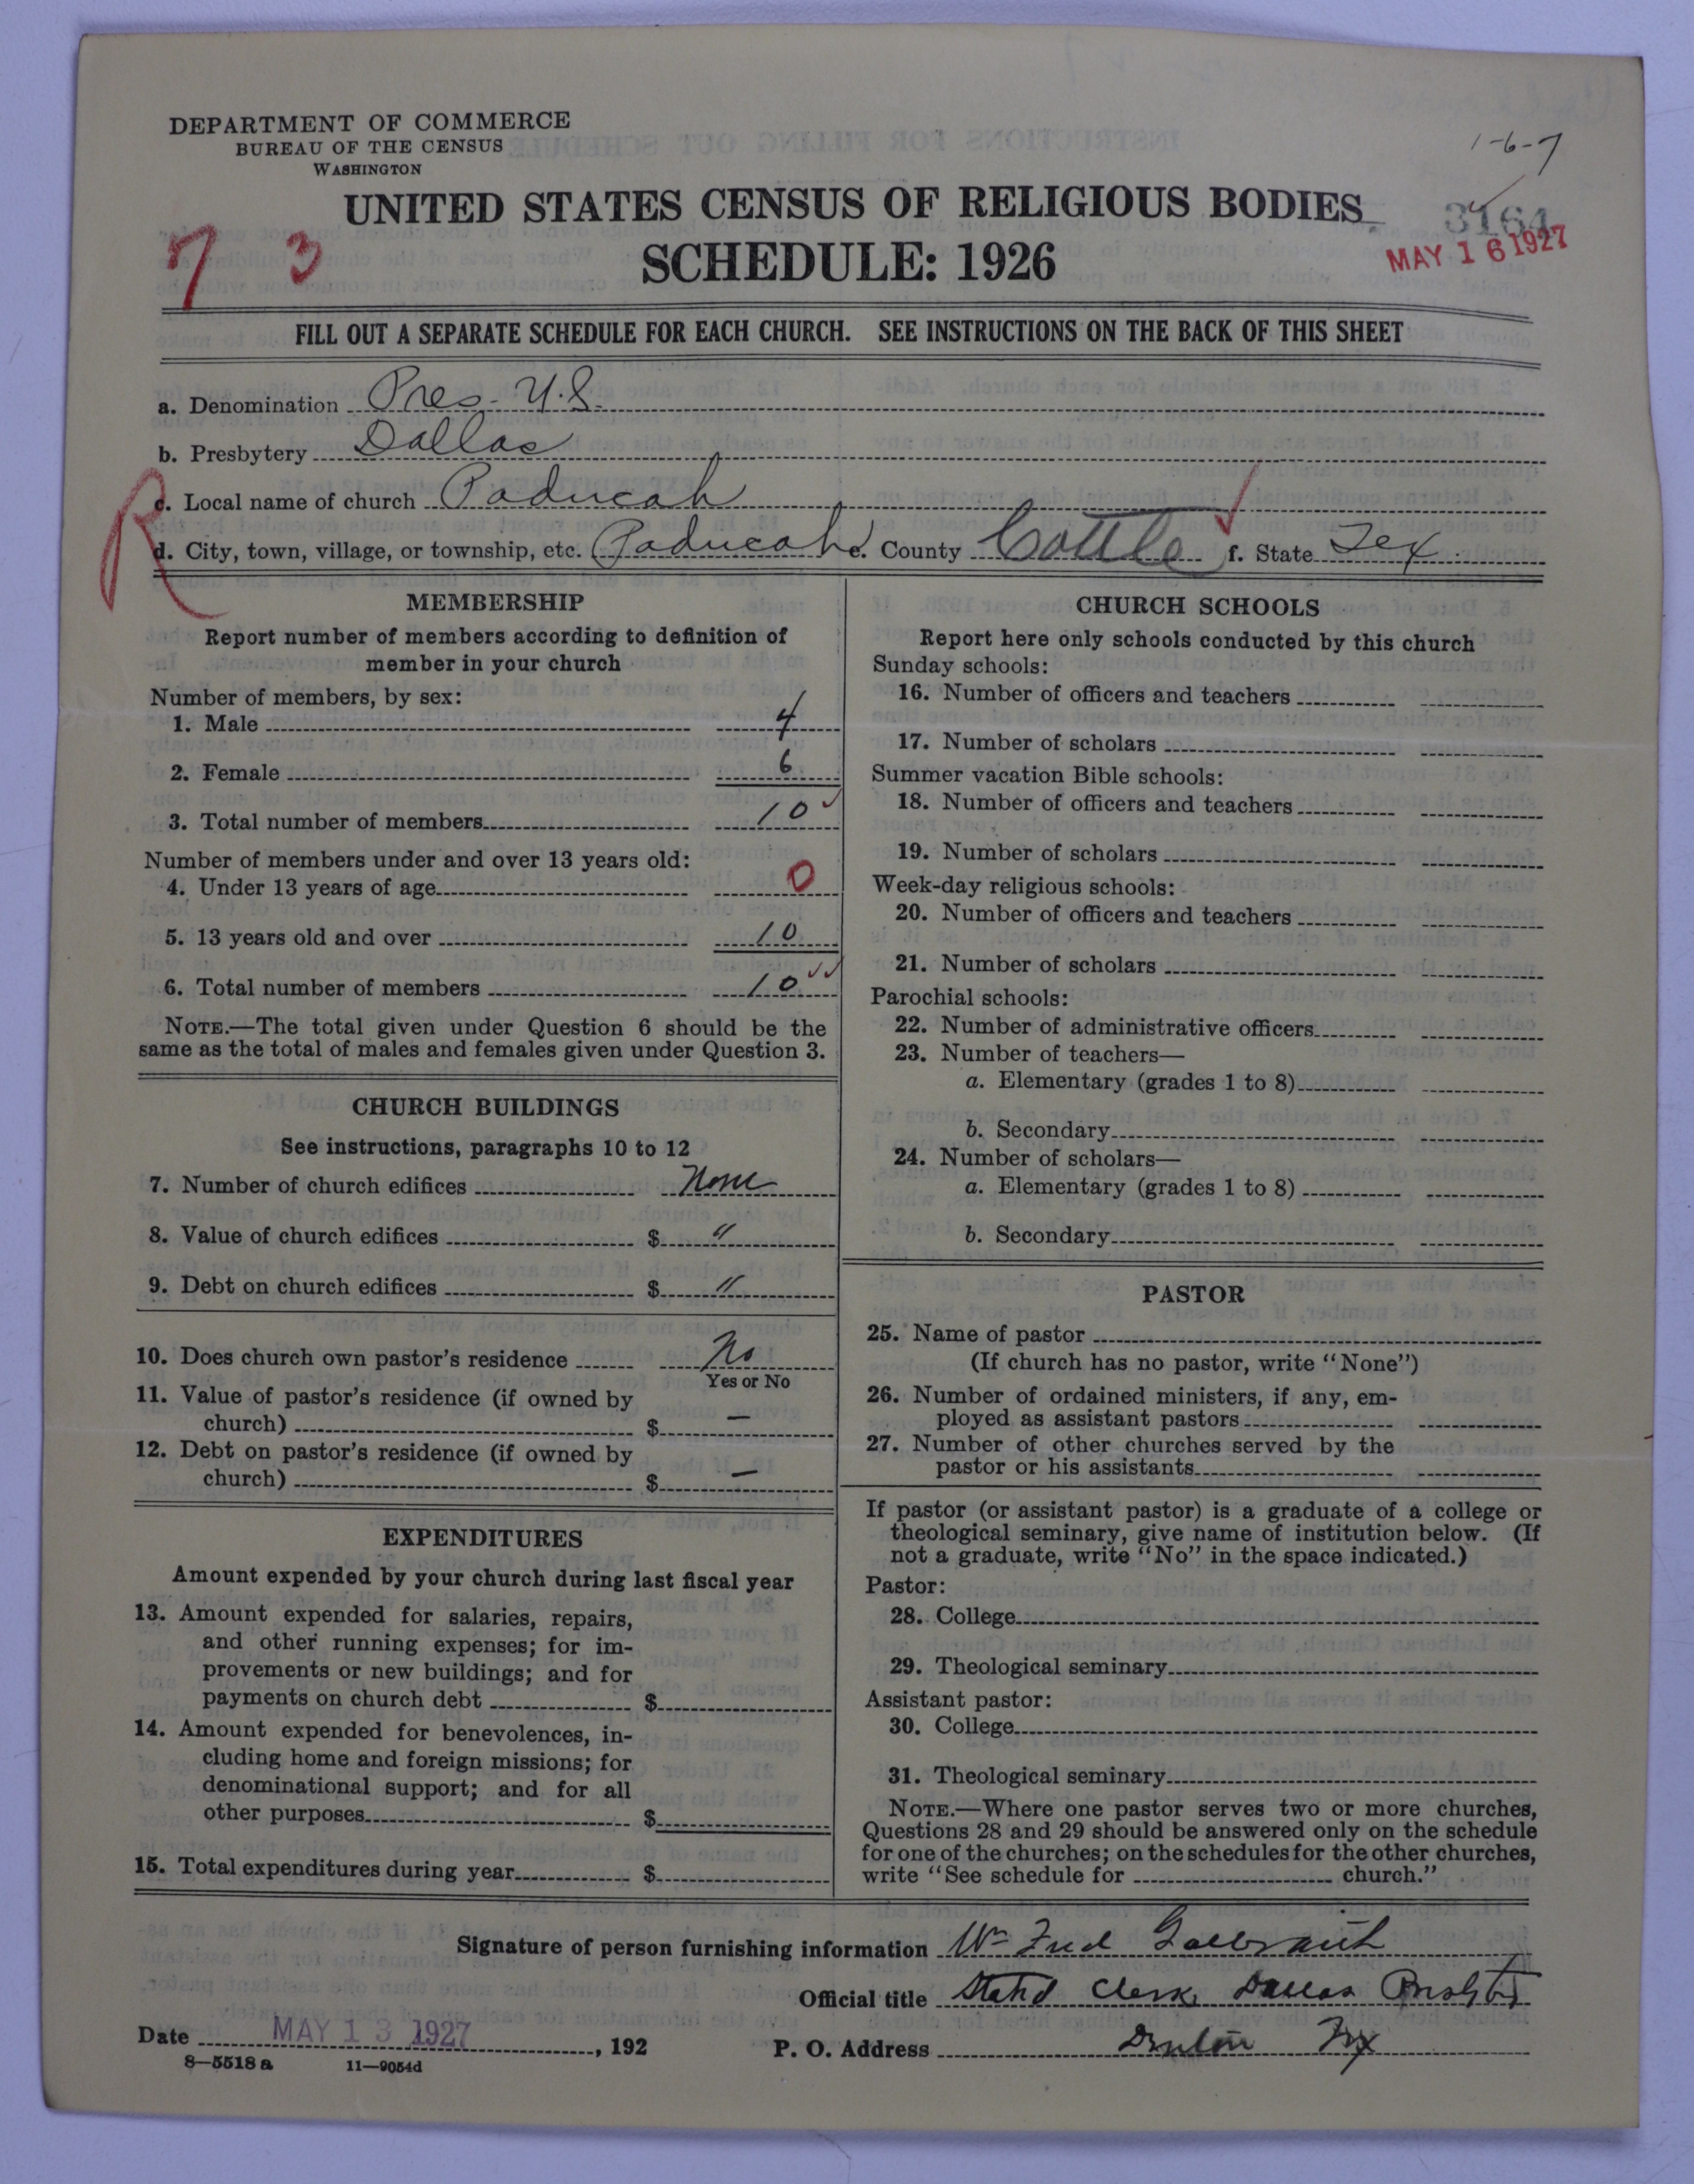 DEPARTMENT OF COMMERCE
BUREAU OF THE CENSUS
WASHINGTON
1-6-7
UNITED STATES CENSUS OF RELIGIOUS BODIES
3164
7 3
SCHEDULE: 1926
MAY 16 1927
FILL OUT A SEPARATE SCHEDULE FOR EACH CHURCH. SEE INSTRUCTIONS ON THE BACK OF THIS SHEET
a. Denomination Pres. U.S.
b. Presbytery Dallas
R
c. Local name of church Paducah
d. City, town, village, or township, etc. Paducah e. County Cottle f. State Tex.
MEMBERSHIP
Report number of members according to definition of
member in your church
Number of members, by sex:
1. Male 4
2. Female 6
3. Total number of members 10
Number of members under and over 13 years old:
4. Under 13 years of age 0
5. 13 years old and over 10
6. Total number of members 10
NOTE.—The total given under Question 6 should be the
same as the total of males and females given under Question 3.
CHURCH BUILDINGS
See instructions, paragraphs 10 to 12
7. Number of church edifices None
8. Value of church edifices $ "
9. Debt on church edifices $ "
10. Does church own pastor's residence No
Yes or No
11. Value of pastor's residence (if owned by
church) $ —
12. Debt on pastor's residence (if owned by
church) $ —
EXPENDITURES
Amount expended by your church during last fiscal year
13. Amount expended for salaries, repairs,
and other running expenses; for im-
provements or new buildings; and for
payments on church debt $
14. Amount expended for benevolences, in-
cluding home and foreign missions; for
denominational support; and for all
other purposes $
15. Total expenditures during year $
CHURCH SCHOOLS
Report here only schools conducted by this church
Sunday schools:
16. Number of officers and teachers
17. Number of scholars
Summer vacation Bible schools:
18. Number of officers and teachers
19. Number of scholars
Week-day religious schools:
20. Number of officers and teachers
21. Number of scholars
Parochial schools:
22. Number of administrative officers
23. Number of teachers—
a. Elementary (grades 1 to 8)
b. Secondary
24. Number of scholars—
a. Elementary (grades 1 to 8)
b. Secondary
PASTOR
25. Name of pastor
(If church has no pastor, write "None")
26. Number of ordained ministers, if any, em-
ployed as assistant pastors
27. Number of other churches served by the
pastor or his assistants
If pastor (or assistant pastor) is a graduate of a college or
theological seminary, give name of institution below. (If
not a graduate, write "No" in the space indicated.)
Pastor:
28. College
29. Theological seminary
Assistant pastor:
30. College
31. Theological seminary
NOTE.—Where one pastor serves two or more churches,
Questions 28 and 29 should be answered only on the schedule
for one of the churches; on the schedules for the other churches,
write "See schedule for church."
Signature of person furnishing information Wm Fred Galbraith
Official title Stated Clerk, Dallas
Date MAY 13 1927, 192
P. O. Address Denton Tex
8—5518 a 11—9054d